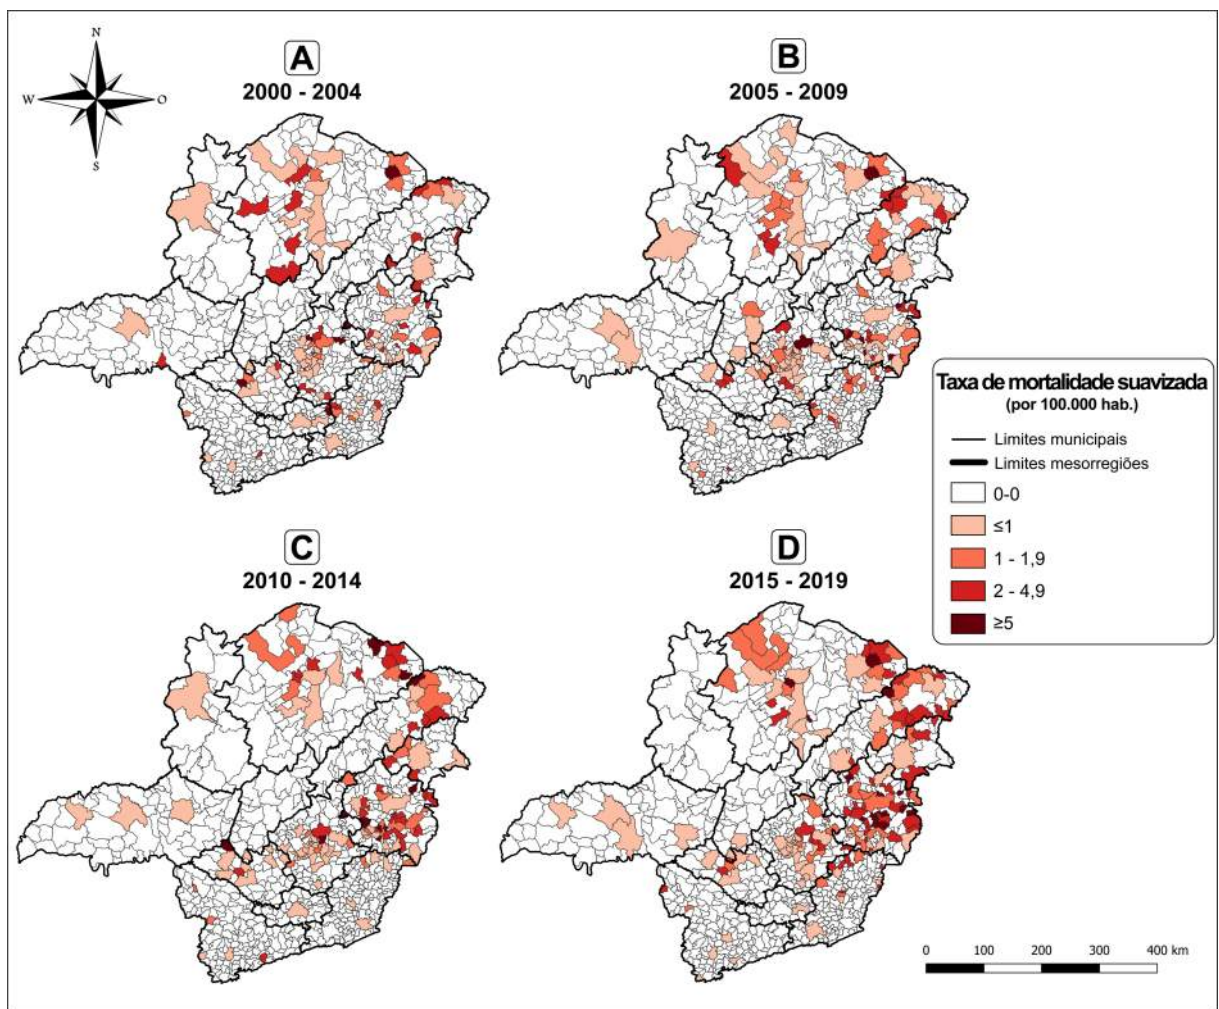 N
W
O
S
A
2000 - 2004
B
2005 - 2009
Taxa de mortalidade suavizada
(por 100.000 hab.)
Limites municipais
Limites mesorregiões
0-0
≤1
1 - 1,9
2 - 4,9
≥5
C
2010 - 2014
D
2015 - 2019
0 100 200 300 400 km